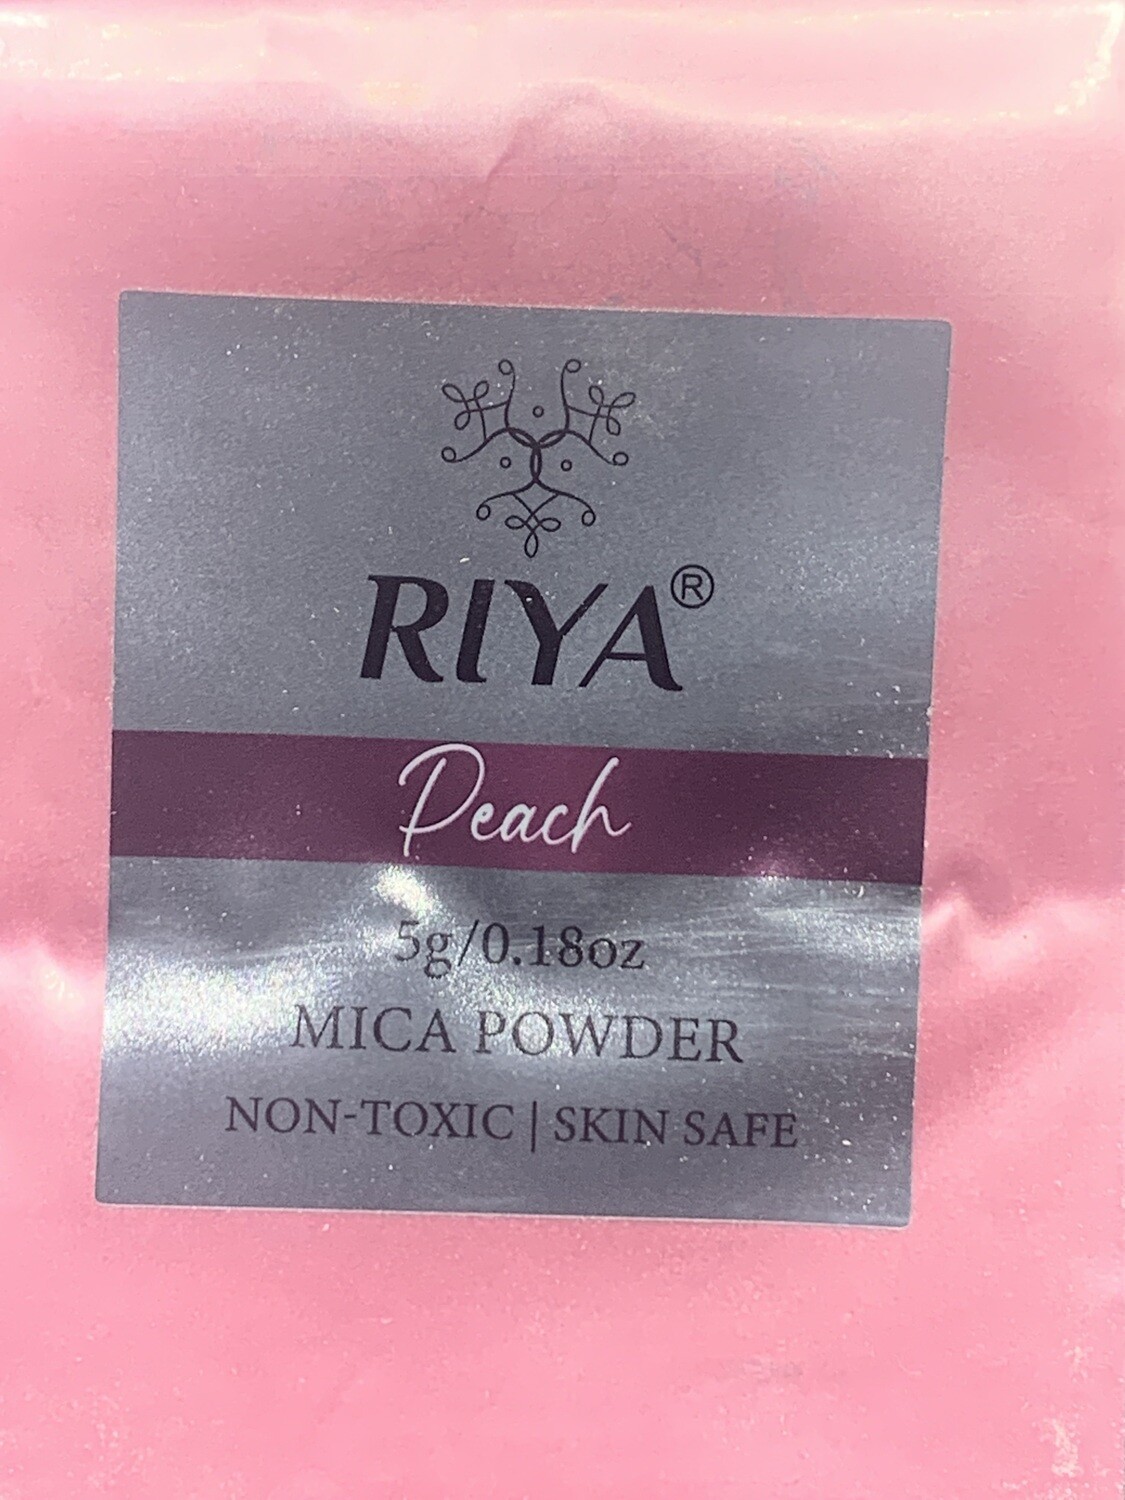 RIYA®
Peach
5g/0.18oz
MICA POWDER
NON-TOXIC | SKIN SAFE